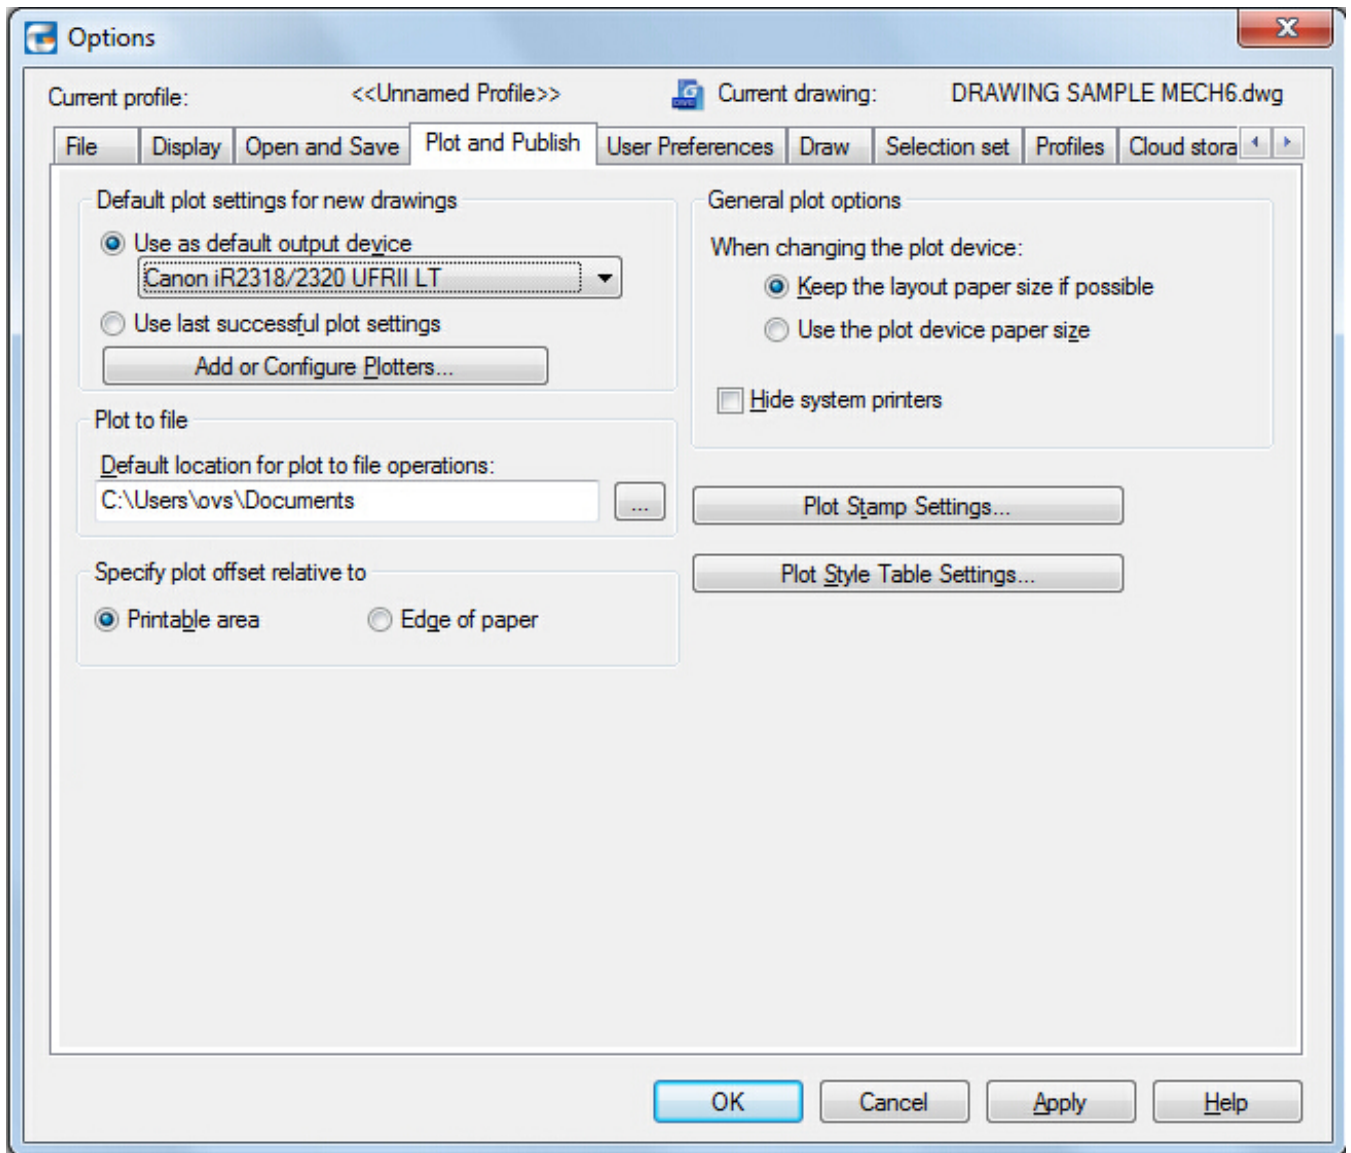 Options
X
Current profile: <<Unnamed Profile>> Current drawing: DRAWING SAMPLE MECH6.dwg
File Display Open and Save Plot and Publish User Preferences Draw Selection set Profiles Cloud stora
Default plot settings for new drawings
Use as default output device
Canon iR2318/2320 UFRII LT
Use last successful plot settings
Add or Configure Plotters...
Plot to file
Default location for plot to file operations:
C:\Users\ovs\Documents
...
Specify plot offset relative to
Printable area Edge of paper
General plot options
When changing the plot device:
Keep the layout paper size if possible
Use the plot device paper size
Hide system printers
Plot Stamp Settings...
Plot Style Table Settings...
OK Cancel Apply Help